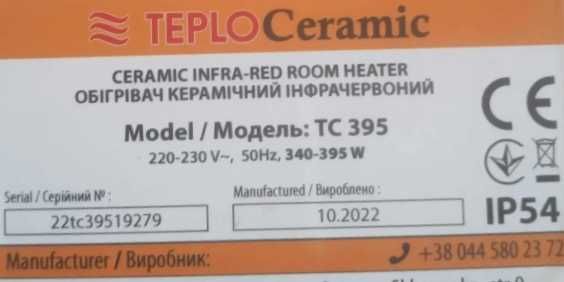 TEPLOCeramic
CERAMIC INFRA-RED ROOM HEATER
ОБІГРІВАЧ КЕРАМІЧНИЙ ІНФРАЧЕРВОНИЙ
CE
Model / Модель: TC 395
220-230 V~, 50Hz, 340-395 W
Serial / Серійний №:
22tc39519279
Manufactured / Вироблено:
10.2022
IP54
Manufacturer / Виробник:
+38 044 580 23 72